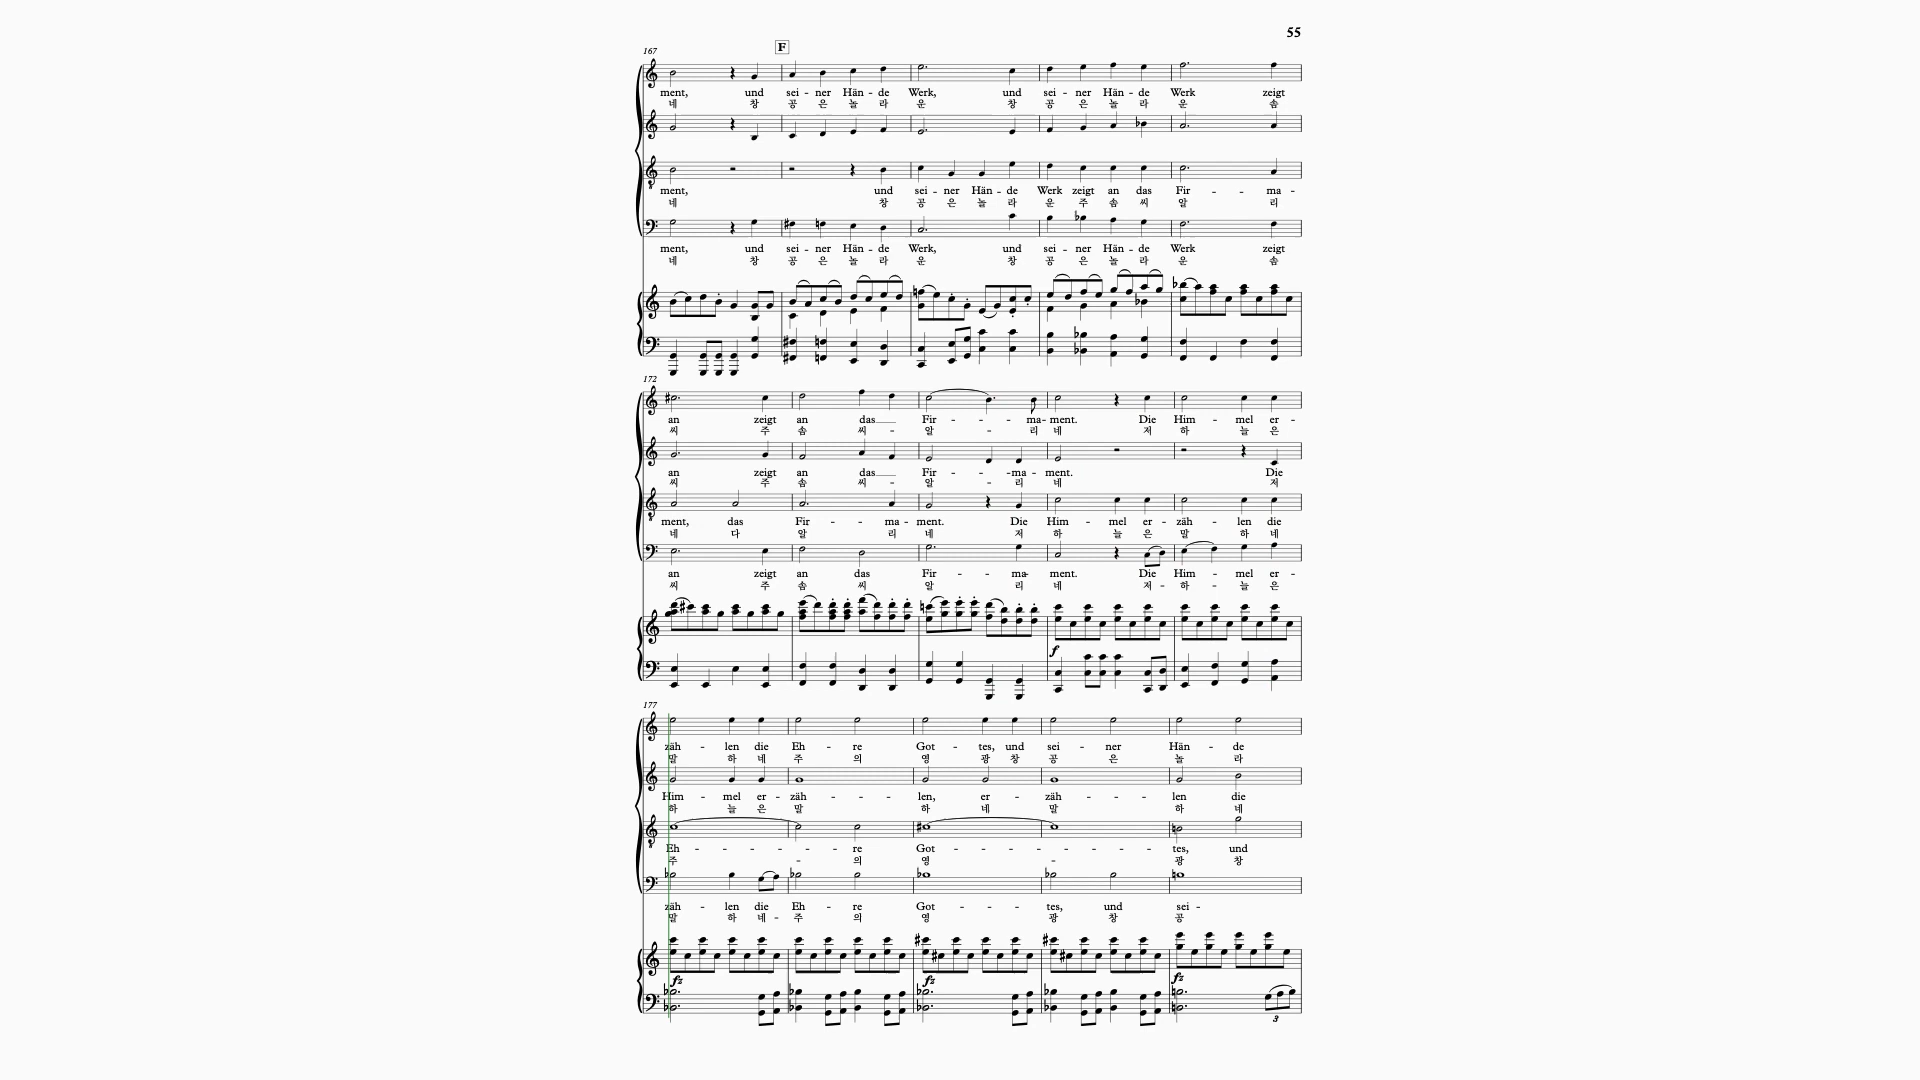 55
167
F
ment, und sei - ner Hän - de Werk, und sei - ner Hän - de Werk zeigt
네 창 공 은 놀 라 운 창 공 은 놀 라 운 솜
ment, und sei - ner Hän - de Werk zeigt an das Fir - - ma -
네 창 공 은 놀 라 운 주 솜 씨 알 리
ment, und sei - ner Hän - de Werk, und sei - ner Hän - de Werk zeigt
네 창 공 은 놀 라 운 창 공 은 놀 라 운 솜
172
an zeigt an das Fir - - - ma - ment. Die Him - mel er -
씨 주 솜 씨 - 알 - 리 네 저 하 늘 은
an zeigt an das Fir - - - ma - ment. Die
씨 주 솜 씨 - 알 - 리 네 저
ment, das Fir - - ma - ment. Die Him - mel er - zäh - len die
네 다 알 리 네 저 하 늘 은 말 하 네
an zeigt an das Fir - - ma - ment. Die Him - mel er -
씨 주 솜 씨 알 리 네 저 - 하 - 늘 은
f
177
zäh - len die Eh - re Got - tes, und sei - ner Hän - de
말 하 네 주 의 영 광 창 공 은 놀 라
Him - mel er - zäh - - - len, er - zäh - - - len die
하 늘 은 말 하 네 말 하 네
Eh - - - - - re Got - - - - - - tes, und
주 - 의 영 - 광 창
zäh - len die Eh - re Got - - - tes, und sei -
말 하 네 - 주 의 영 광 창 공
fz fz fz
3